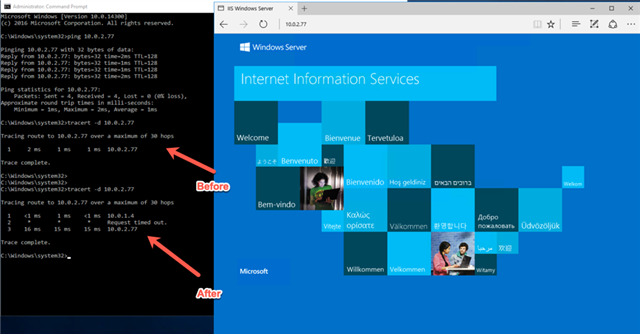 Administrator Command Prompt
Microsoft Windows [Version 10.0.14300]
(c) 2016 Microsoft Corporation. All rights reserved.
C:\Windows\system32>ping 10.0.2.77
Pinging 10.0.2.77 with 32 bytes of data:
Reply from 10.0.2.77: bytes=32 time=2ms TTL=128
Reply from 10.0.2.77: bytes=32 time=1ms TTL=128
Reply from 10.0.2.77: bytes=32 time=1ms TTL=128
Reply from 10.0.2.77: bytes=32 time=1ms TTL=128
Ping statistics for 10.0.2.77:
Packets: Sent = 4, Received = 4, Lost = 0 (0% loss),
Approximate round trip times in milli-seconds:
Minimum = 1ms, Maximum = 2ms, Average = 1ms
C:\Windows\system32>tracert -d 10.0.2.77
Tracing route to 10.0.2.77 over a maximum of 30 hops
1 2 ms 1 ms 1 ms 10.0.2.77
Trace complete.
C:\Windows\system32>
C:\Windows\system32>
C:\Windows\system32>tracert -d 10.0.2.77
Tracing route to 10.0.2.77 over a maximum of 30 hops
1 <1 ms 1 ms <1 ms 10.0.1.4
2 * * * Request timed out.
3 16 ms 15 ms 15 ms 10.0.2.77
Trace complete.
C:\Windows\system32>
Before
After
IIS Windows Server
10.0.2.77
Windows Server
Internet Information Services
Welcome
Bienvenue
Tervetuloa
ようこそ
Benvenuto
歡迎
Bem-vindo
Bienvenido
Hoş geldiniz
ברוכים הבאים
Welkom
Vítejte
Καλώς ορίσατε
Välkommen
환영합니다
Добро пожаловать
Üdvözöljük
Microsoft
Willkommen
Velkommen
مرحبا
欢迎
Witamy